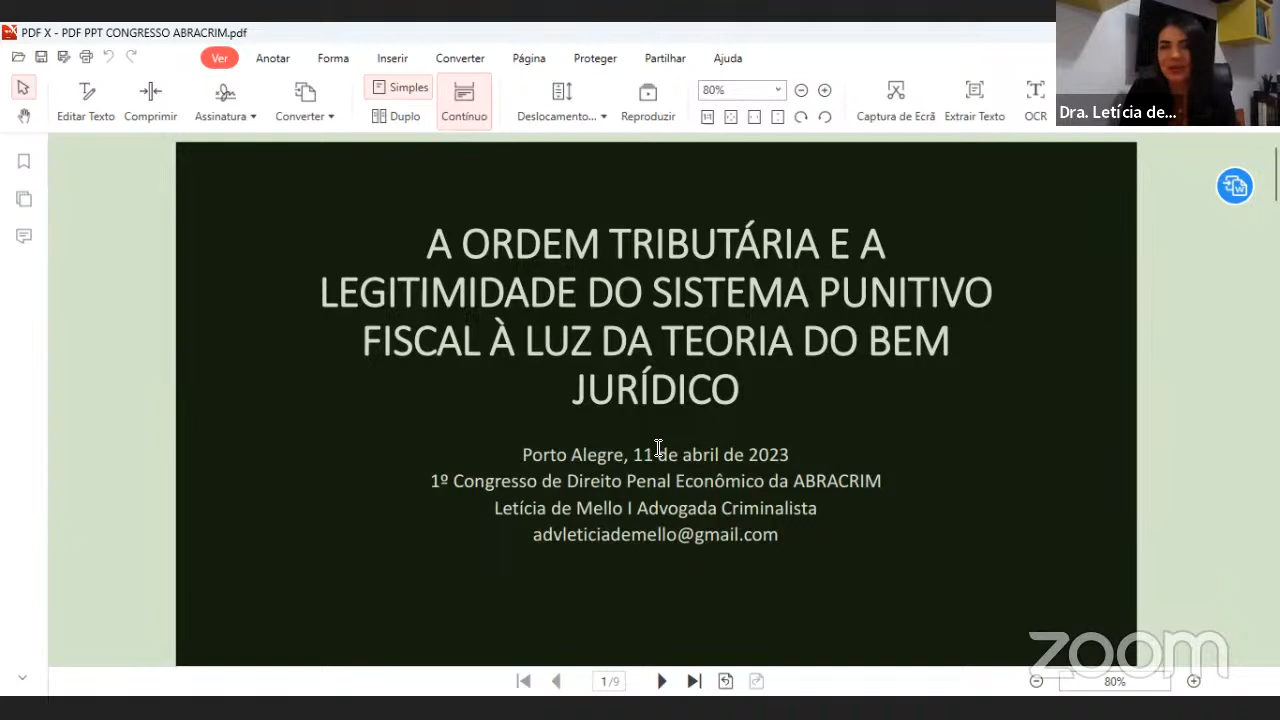 PDF X - PDF PPT CONGRESSO ABRACRIM.pdf
Ver Anotar Forma Inserir Converter Página Proteger Partilhar Ajuda
Simples
80%
Editar Texto Comprimir Assinatura Converter Duplo Contínuo Deslocamento... Reproduzir Captura de Ecrã Extrair Texto OCR
Dra. Letícia de...
A ORDEM TRIBUTÁRIA E A
LEGITIMIDADE DO SISTEMA PUNITIVO
FISCAL À LUZ DA TEORIA DO BEM
JURÍDICO
Porto Alegre, 11 de abril de 2023
1º Congresso de Direito Penal Econômico da ABRACRIM
Letícia de Mello I Advogada Criminalista
advleticiademello@gmail.com
zoom
1/9
80%